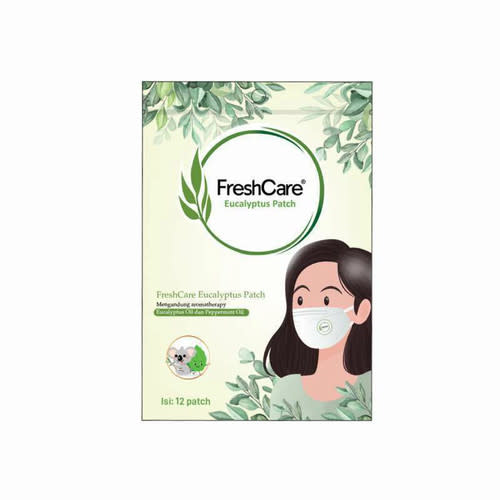 FreshCare®
Eucalyptus Patch
FreshCare Eucalyptus Patch
Mengandung aromatherapy
Eucalyptus Oil dan Peppermint Oil
Isi: 12 patch